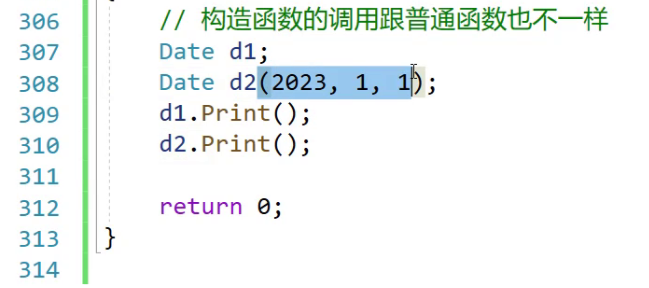 306 // 构造函数的调用跟普通函数也不一样
307 Date d1;
308 Date d2(2023, 1, 1);
309 d1.Print();
310 d2.Print();
311
312 return 0;
313 }
314